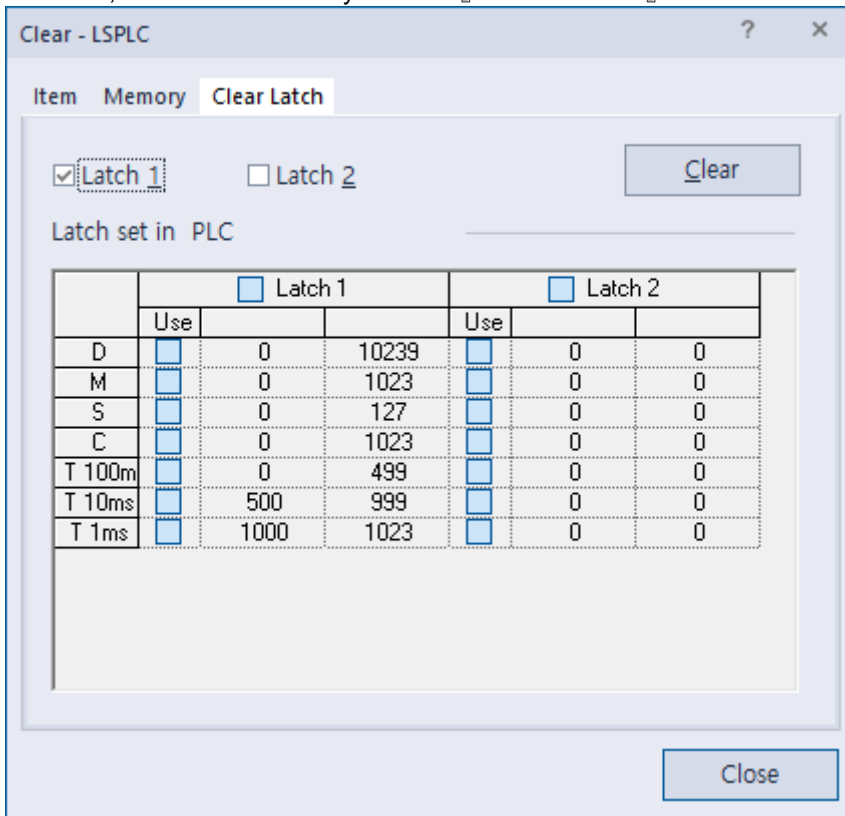 Clear - LSPLC ? ×
Item Memory Clear Latch
Latch 1 Latch 2 Clear
Latch set in PLC
Latch 1 Latch 2
Use Use
D 0 10239 0 0
M 0 1023 0 0
S 0 127 0 0
C 0 1023 0 0
T 100m 0 499 0 0
T 10ms 500 999 0 0
T 1ms 1000 1023 0 0
Close